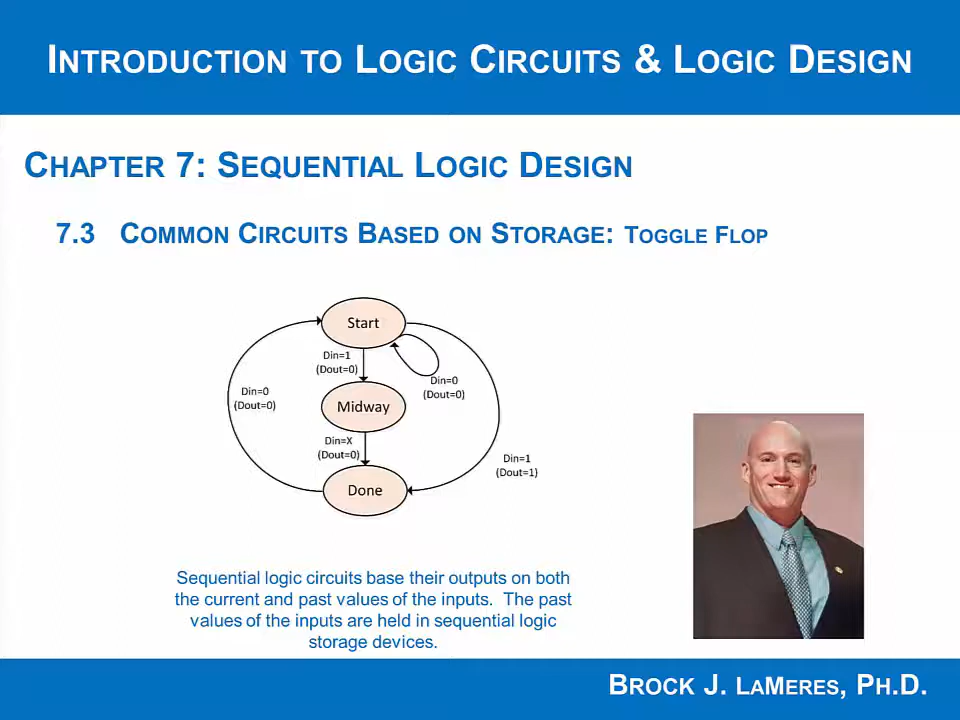 INTRODUCTION TO LOGIC CIRCUITS & LOGIC DESIGN
CHAPTER 7: SEQUENTIAL LOGIC DESIGN
7.3 COMMON CIRCUITS BASED ON STORAGE: TOGGLE FLOP
Start
Din=1
(Dout=0)
Din=0
(Dout=0)
Din=0
(Dout=0)
Midway
Din=X
(Dout=0)
Din=1
(Dout=1)
Done
Sequential logic circuits base their outputs on both
the current and past values of the inputs. The past
values of the inputs are held in sequential logic
storage devices.
BROCK J. LAMERES, PH.D.